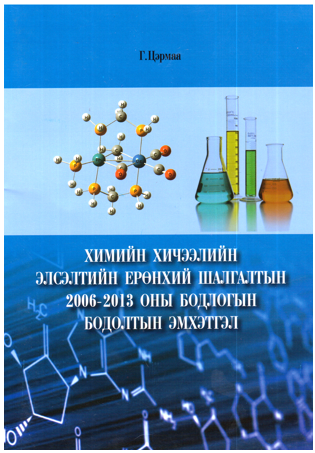 Г.Цэрмаа
ХИМИЙН ХИЧЭЭЛИЙН
ЭЛСЭЛТИЙН ЕРӨНХИЙ ШАЛГАЛТЫН
2006-2013 ОНЫ БОДЛОГЫН
БОДОЛТЫН ЭМХЭТГЭЛ